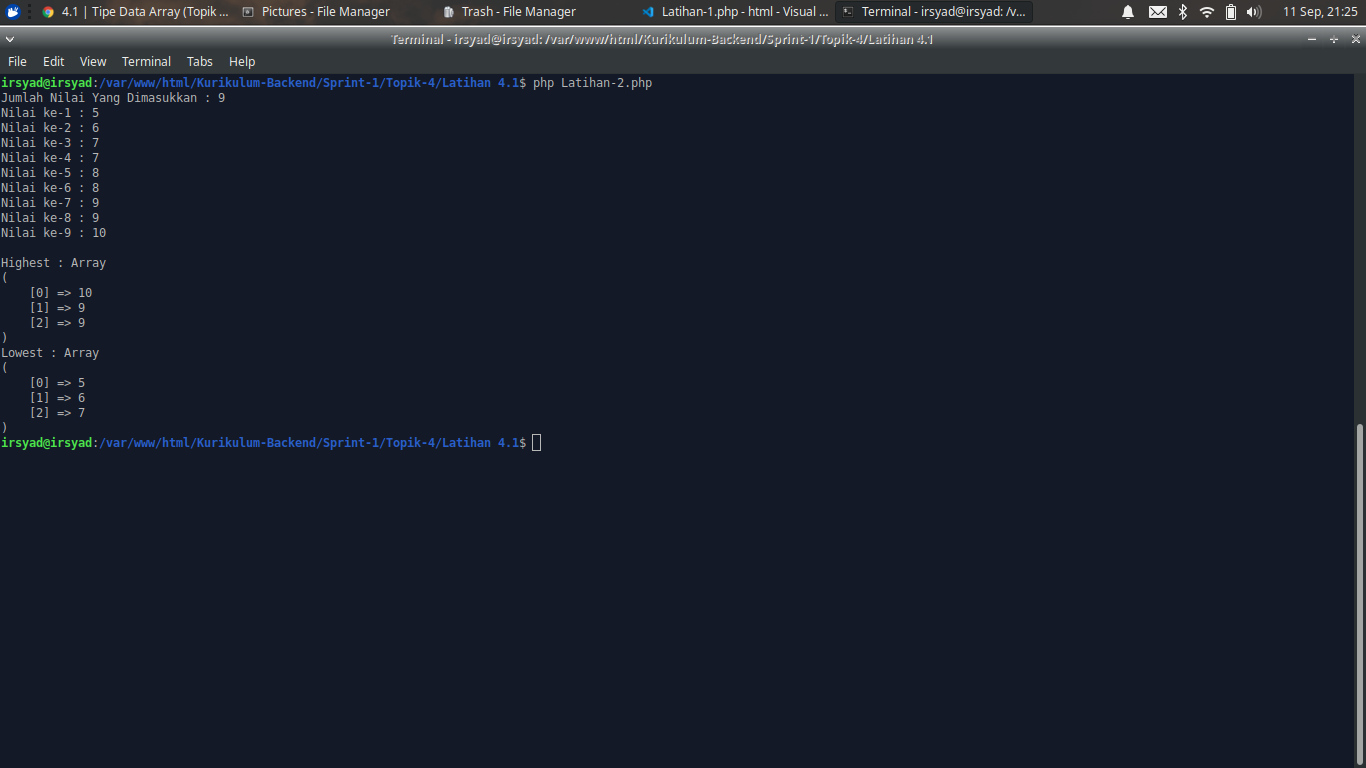 4.1 | Tipe Data Array (Topik ... Pictures - File Manager Trash - File Manager Latihan-1.php - html - Visual ... Terminal - irsyad@irsyad: /v... 11 Sep, 21:25
Terminal - irsyad@irsyad: /var/www/html/Kurikulum-Backend/Sprint-1/Topik-4/Latihan 4.1
File Edit View Terminal Tabs Help
irsyad@irsyad:/var/www/html/Kurikulum-Backend/Sprint-1/Topik-4/Latihan 4.1$ php Latihan-2.php
Jumlah Nilai Yang Dimasukkan : 9
Nilai ke-1 : 5
Nilai ke-2 : 6
Nilai ke-3 : 7
Nilai ke-4 : 7
Nilai ke-5 : 8
Nilai ke-6 : 8
Nilai ke-7 : 9
Nilai ke-8 : 9
Nilai ke-9 : 10

Highest : Array
(
    [0] => 10
    [1] => 9
    [2] => 9
)
Lowest : Array
(
    [0] => 5
    [1] => 6
    [2] => 7
)
irsyad@irsyad:/var/www/html/Kurikulum-Backend/Sprint-1/Topik-4/Latihan 4.1$